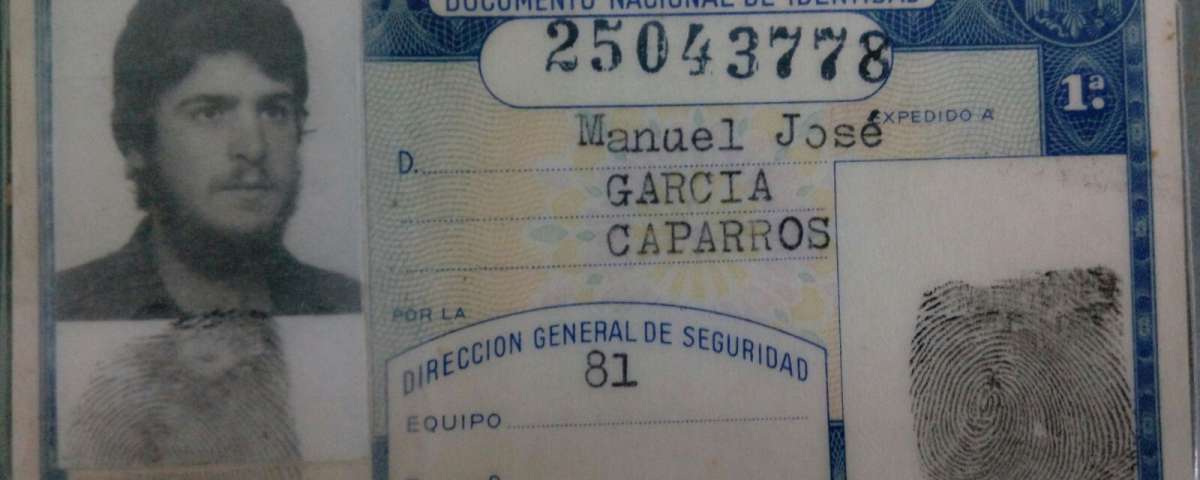 DOCUMENTO NACIONAL DE IDENTIDAD
25043778
1ª.
EXPEDIDO A
D. Manuel José
GARCIA
CAPARROS
POR LA
DIRECCION GENERAL DE SEGURIDAD
81
EQUIPO